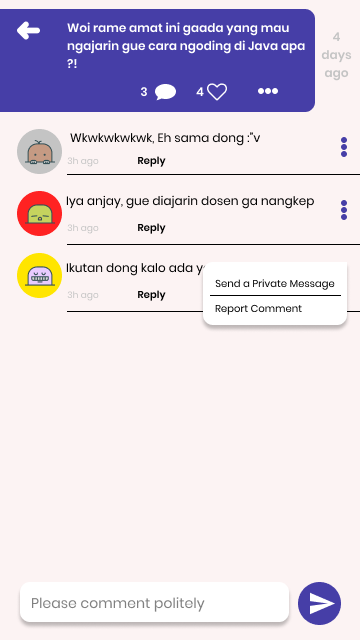 Woi rame amat ini gaada yang mau
ngajarin gue cara ngoding di Java apa
?!
4
days
ago
3
4
Wkwkwkwkwk, Eh sama dong :"v
3h ago
Reply
Iya anjay, gue diajarin dosen ga nangkep
3h ago
Reply
Ikutan dong kalo ada
3h ago
Reply
Send a Private Message
Report Comment
Please comment politely